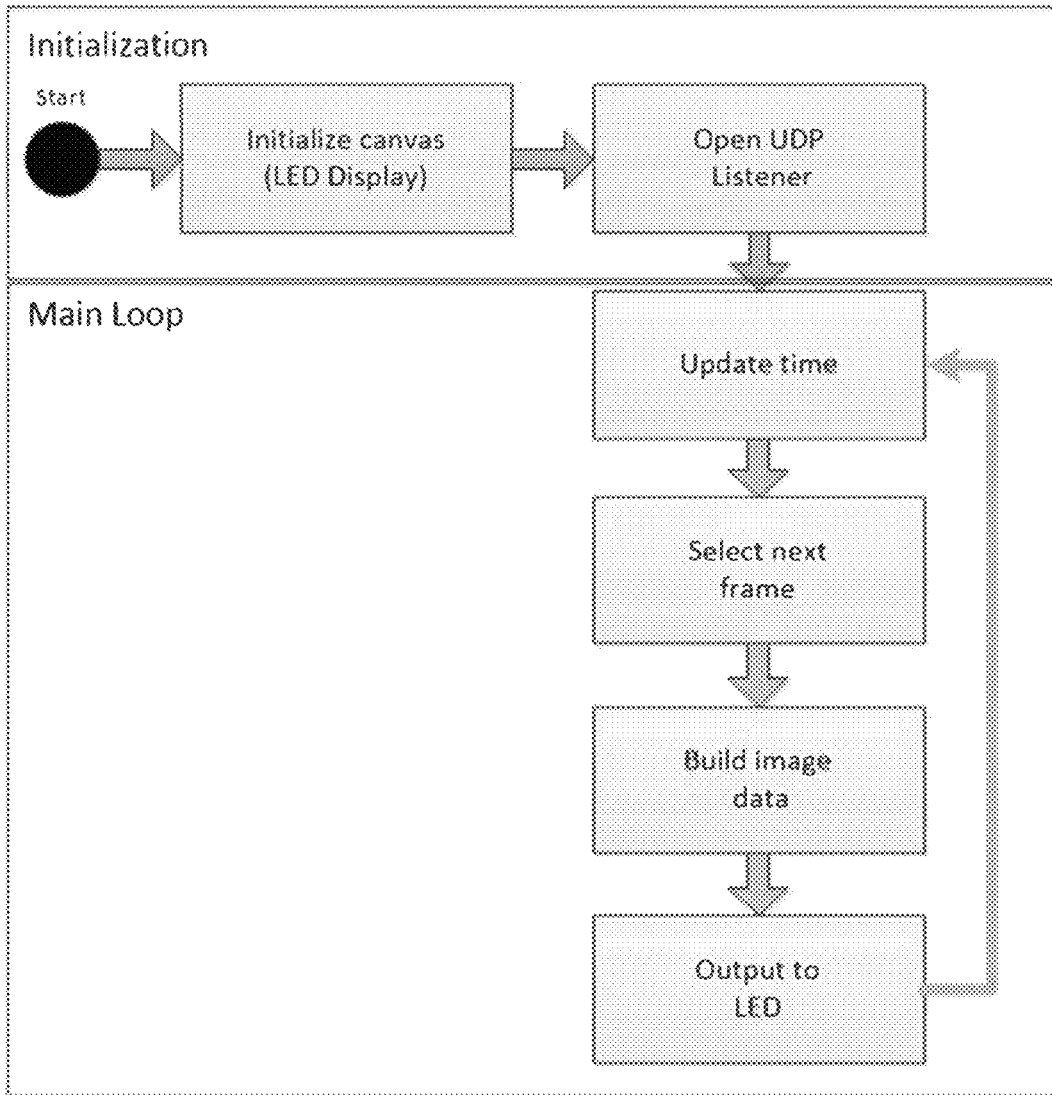 Initialization
Start
Initialize canvas
(LED Display)
Open UDP
Listener
Main Loop
Update time
Select next
frame
Build image
data
Output to
LED